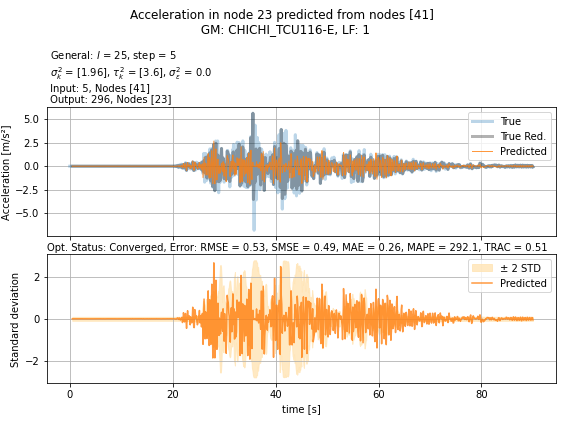 Acceleration in node 23 predicted from nodes [41]
GM: CHICHI_TCU116-E, LF: 1
General: l = 25, step = 5
σ²ₖ = [1.96], τ²ₖ = [3.6], σ²ε = 0.0
Input: 5, Nodes [41]
Output: 296, Nodes [23]
Acceleration [m/s²]
5.0
2.5
0.0
−2.5
−5.0
True
True Red.
Predicted
Opt. Status: Converged, Error: RMSE = 0.53, SMSE = 0.49, MAE = 0.26, MAPE = 292.1, TRAC = 0.51
Standard deviation
2
0
−2
± 2 STD
Predicted
0
20
40
60
80
time [s]